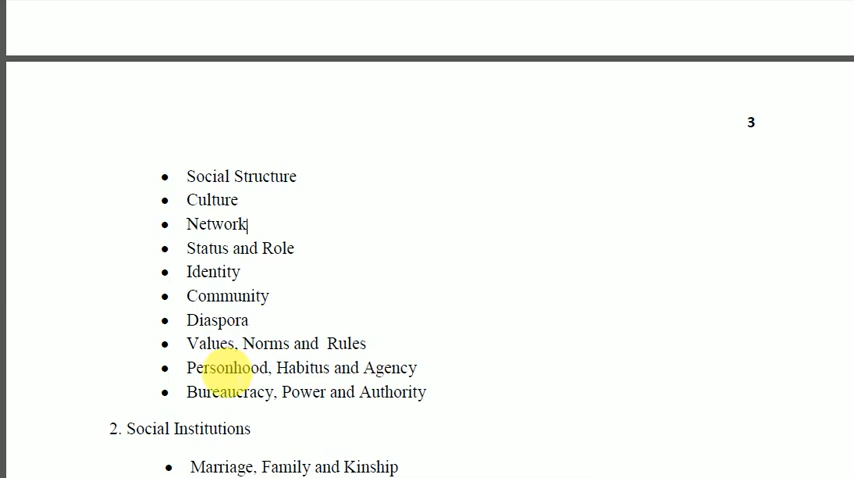 3
• Social Structure
• Culture
• Network
• Status and Role
• Identity
• Community
• Diaspora
• Values, Norms and Rules
• Personhood, Habitus and Agency
• Bureaucracy, Power and Authority
2. Social Institutions
• Marriage, Family and Kinship